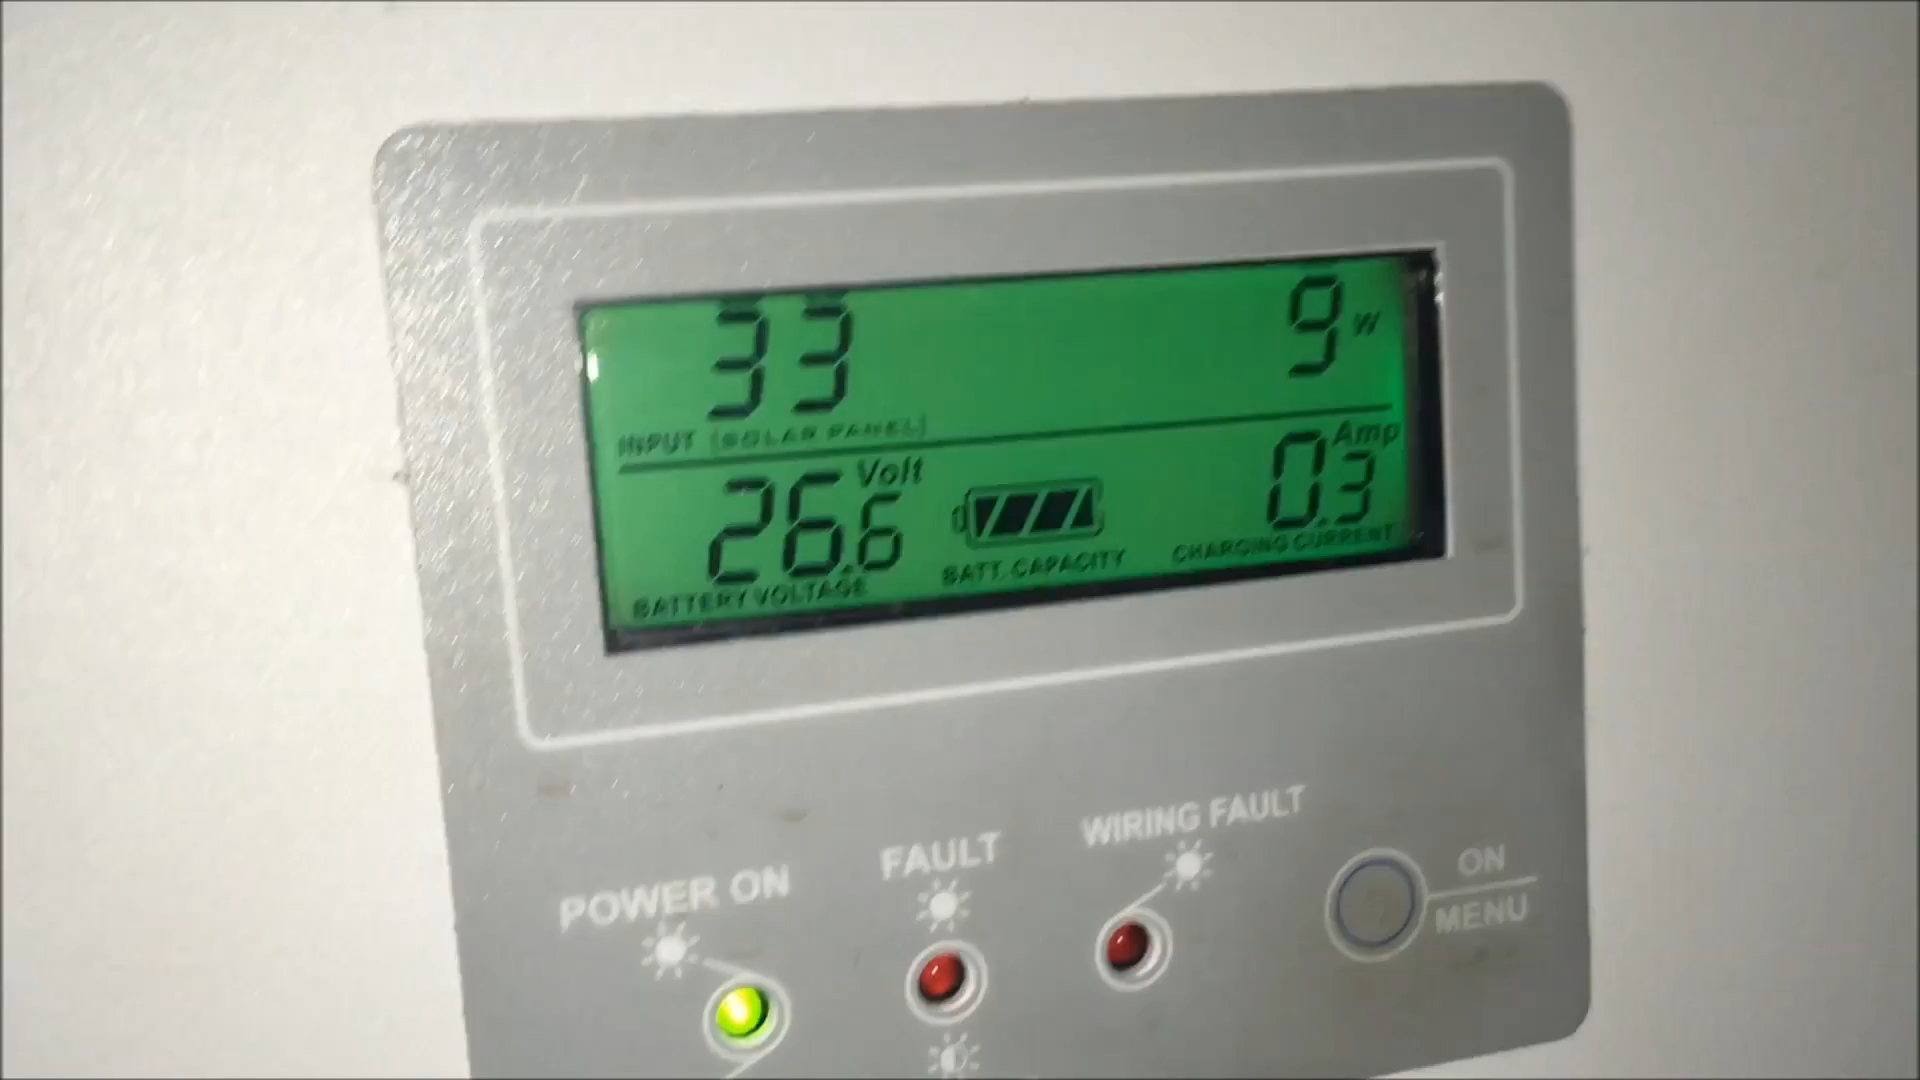 33 9 W
INPUT [SOLAR PANEL]
26.6 Volt 0.3 Amp
BATTERY VOLTAGE BATT. CAPACITY CHARGING CURRENT
POWER ON FAULT WIRING FAULT
ON
MENU